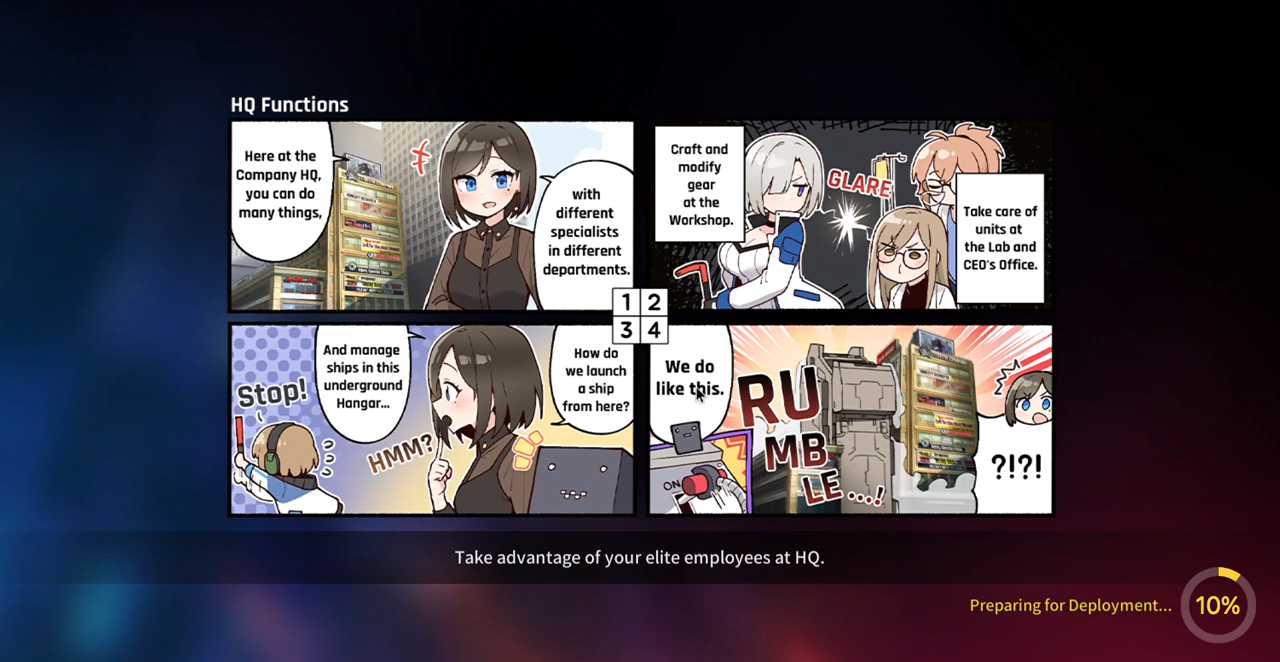 HQ Functions
Here at the
Company HQ,
you can do
many things,
with
different
specialists
in different
departments.
Craft and
modify
gear
at the
Workshop.
GLARE
Take care of
units at
the Lab and
CEO's Office.
1 2
3 4
Stop!
And manage
ships in this
underground
Hangar...
HMM?
How do
we launch
a ship
from here?
We do
like this.
ON
RU
MB
LE...!
?!?!
Take advantage of your elite employees at HQ.
Preparing for Deployment...
10%